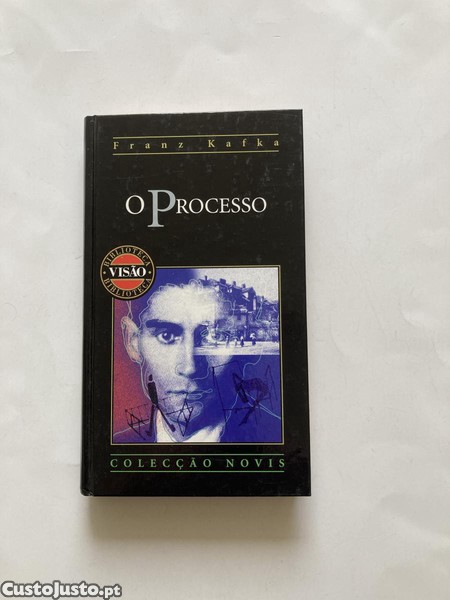 Franz Kafka
O PROCESSO
BIBLIOTECA
VISÃO
BIBLIOTECA
COLECÇÃO NOVIS
CustoJusto.pt